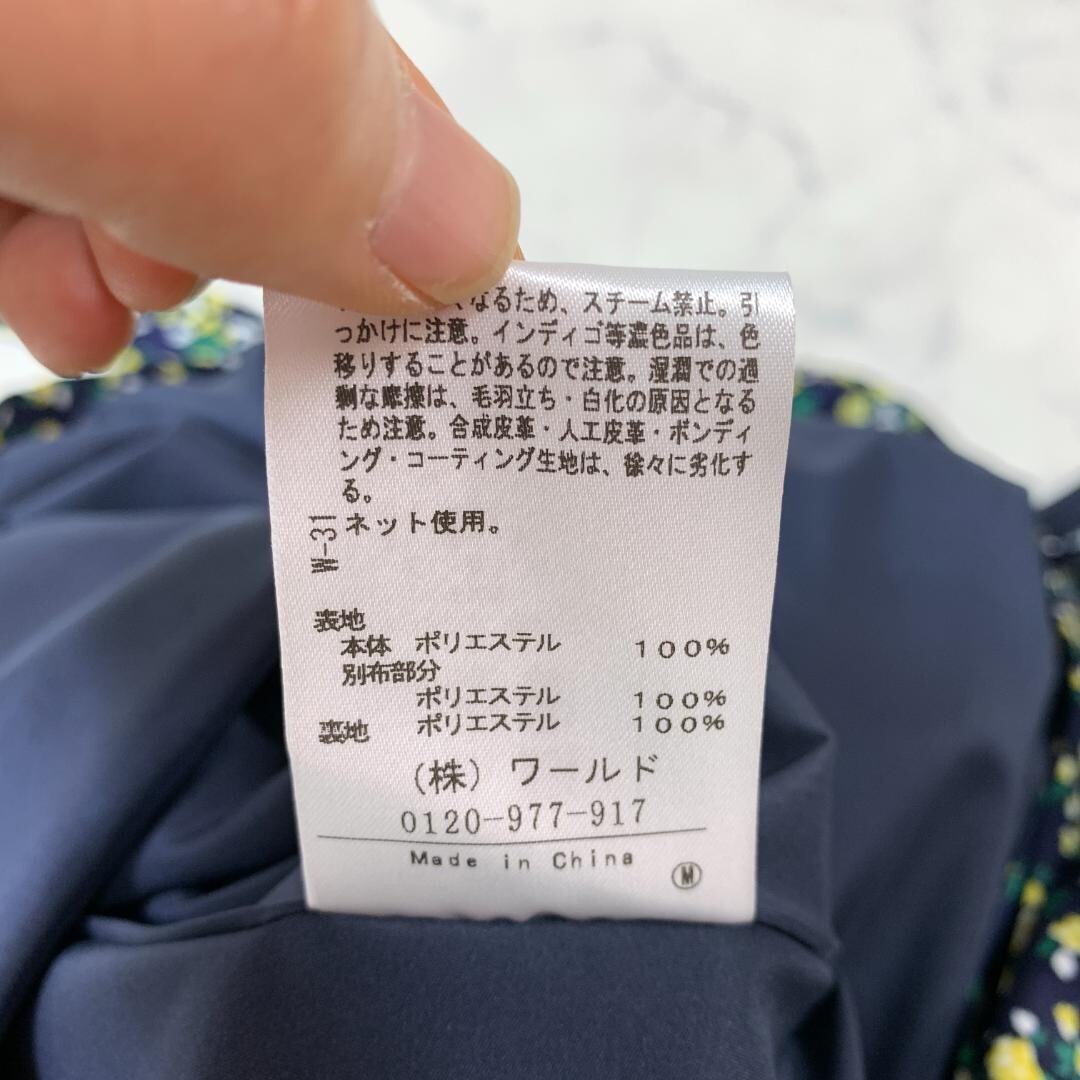 くなるため、スチーム禁止。引
っかけに注意。インディゴ等濃色品は、色
移りすることがあるので注意。湿潤での過
剰な摩擦は、毛羽立ち・白化の原因となる
ため注意。合成皮革・人工皮革・ボンディ
ング・コーティング生地は、徐々に劣化す
る。
ネット使用。
W-31
表地
本体 ポリエステル 100%
別布部分
ポリエステル 100%
裏地 ポリエステル 100%
(株) ワールド
0120-977-917
Made in China
M